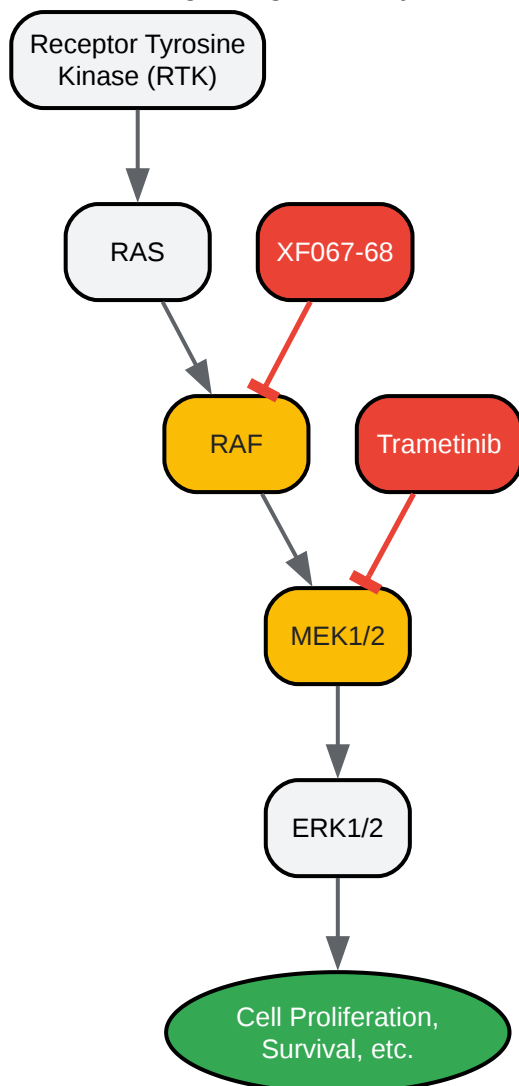 Receptor Tyrosine
Kinase (RTK)
RAS
XF067-68
RAF
Trametinib
MEK1/2
ERK1/2
Cell Proliferation,
Survival, etc.